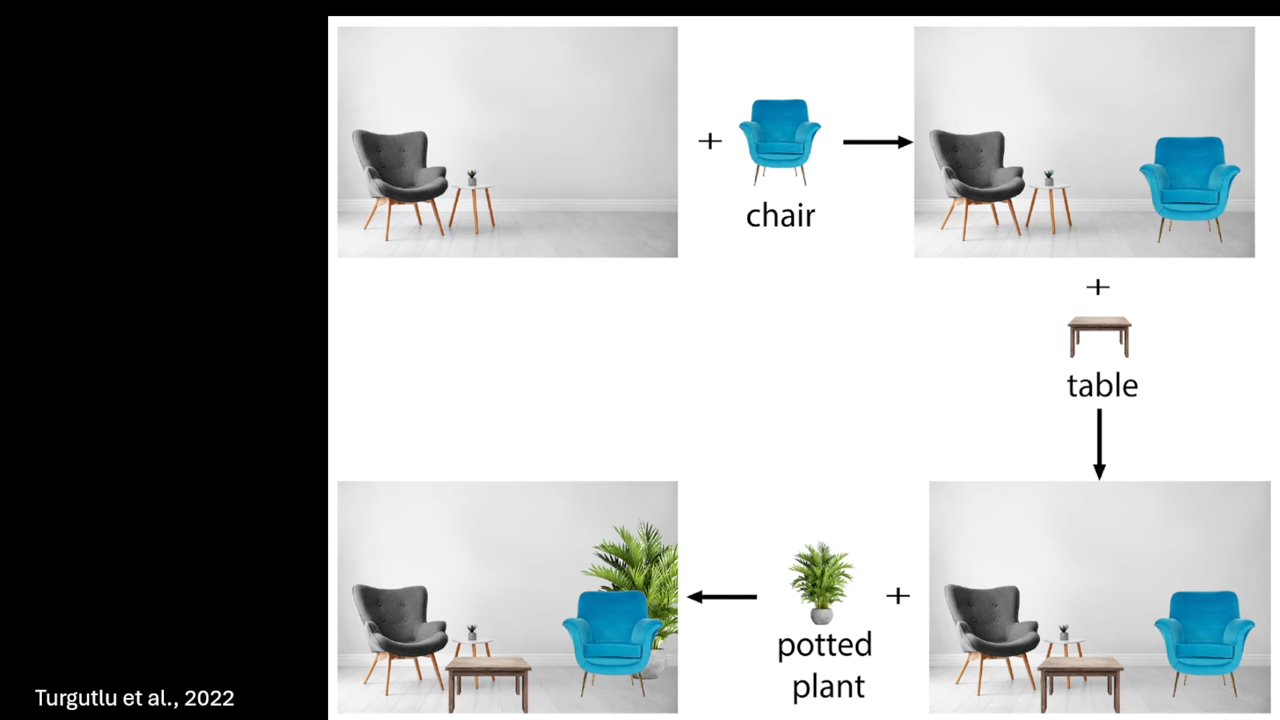 +
chair
+
table
+
potted
plant
Turgutlu et al., 2022